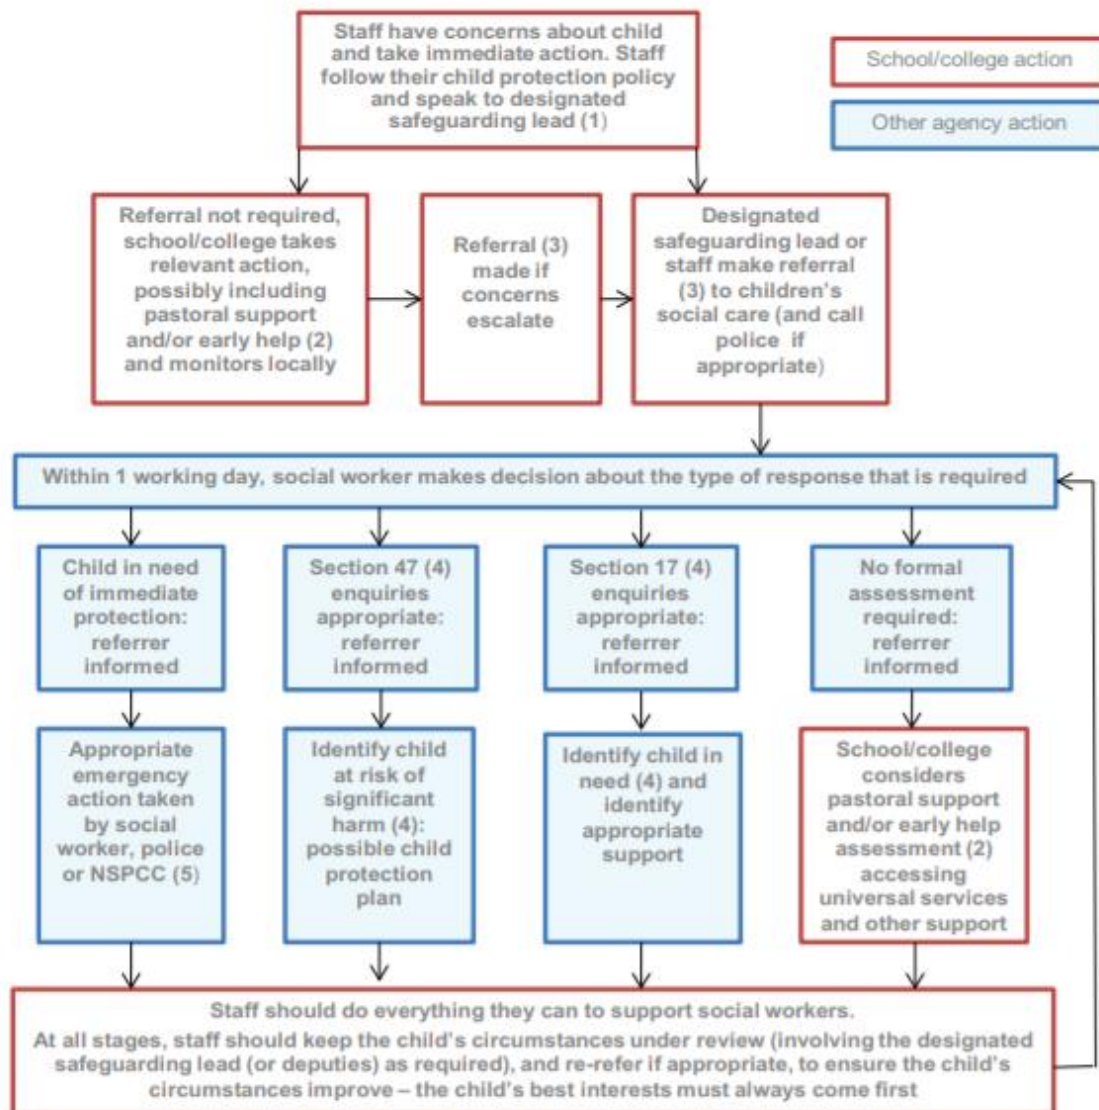 Staff have concerns about child
and take immediate action. Staff
follow their child protection policy
and speak to designated
safeguarding lead (1)
School/college action
Other agency action
Referral not required,
school/college takes
relevant action,
possibly including
pastoral support
and/or early help (2)
and monitors locally
Referral (3)
made if
concerns
escalate
Designated
safeguarding lead or
staff make referral
(3) to children's
social care (and call
police if
appropriate)
Within 1 working day, social worker makes decision about the type of response that is required
Child in need
of immediate
protection:
referrer
informed
Section 47 (4)
enquiries
appropriate:
referrer
informed
Section 17 (4)
enquiries
appropriate:
referrer
informed
No formal
assessment
required:
referrer
informed
Appropriate
emergency
action taken
by social
worker, police
or NSPCC (5)
Identify child
at risk of
significant
harm (4):
possible child
protection
plan
Identify child in
need (4) and
identify
appropriate
support
School/college
considers
pastoral support
and/or early help
assessment (2)
accessing
universal services
and other support
Staff should do everything they can to support social workers.
At all stages, staff should keep the child's circumstances under review (involving the designated
safeguarding lead (or deputies) as required), and re-refer if appropriate, to ensure the child's
circumstances improve – the child's best interests must always come first